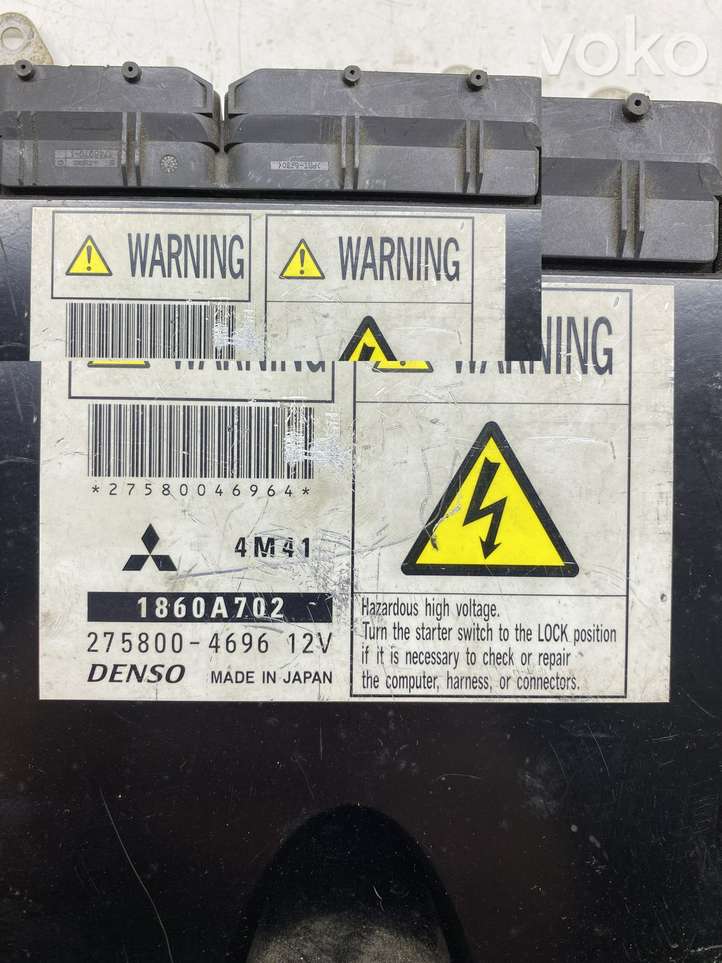 voko
WARNING
WARNING
WARNING
*27580046964*
4M41
1860A702
275800-4696 12V
DENSO MADE IN JAPAN
Hazardous high voltage.
Turn the starter switch to the LOCK position
if it is necessary to check or repair
the computer, harness, or connectors.